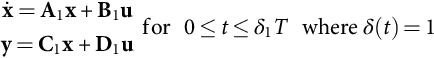 ẋ = A₁x + B₁u
y = C₁x + D₁u for 0 ≤ t ≤ δ₁T where δ(t) = 1